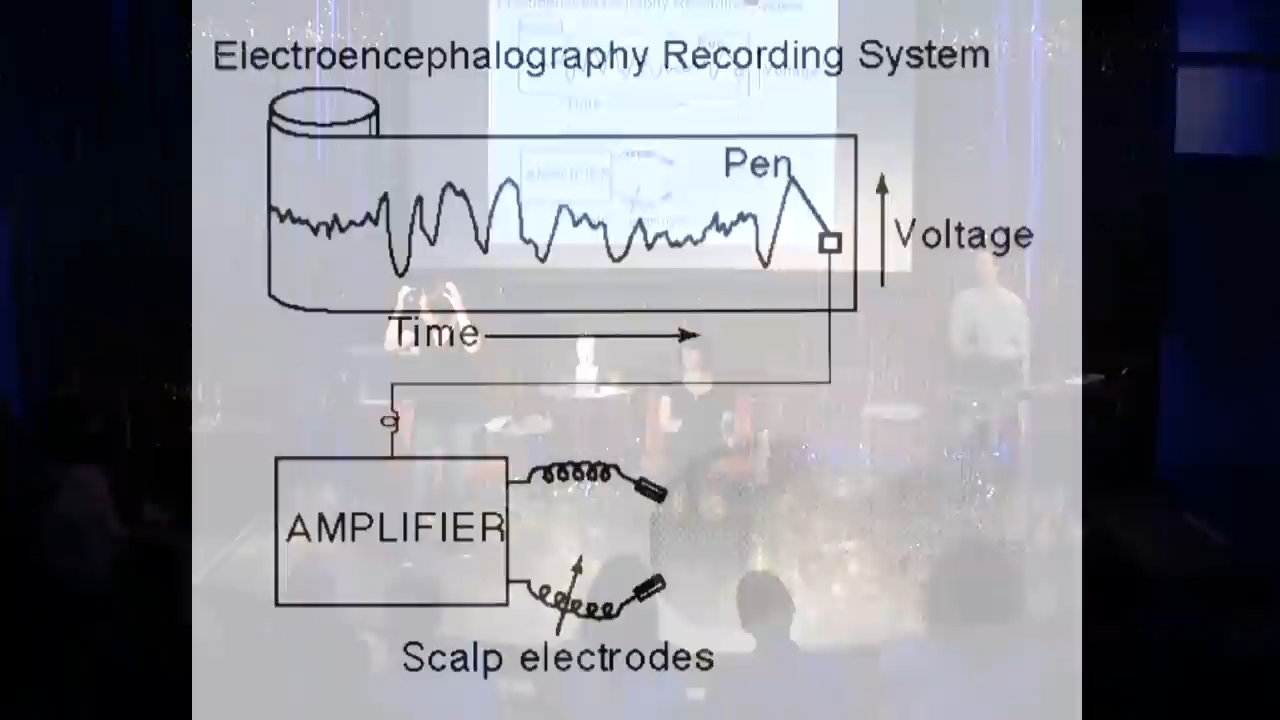 Electroencephalography Recording System
Pen
Voltage
Time
AMPLIFIER
Scalp electrodes